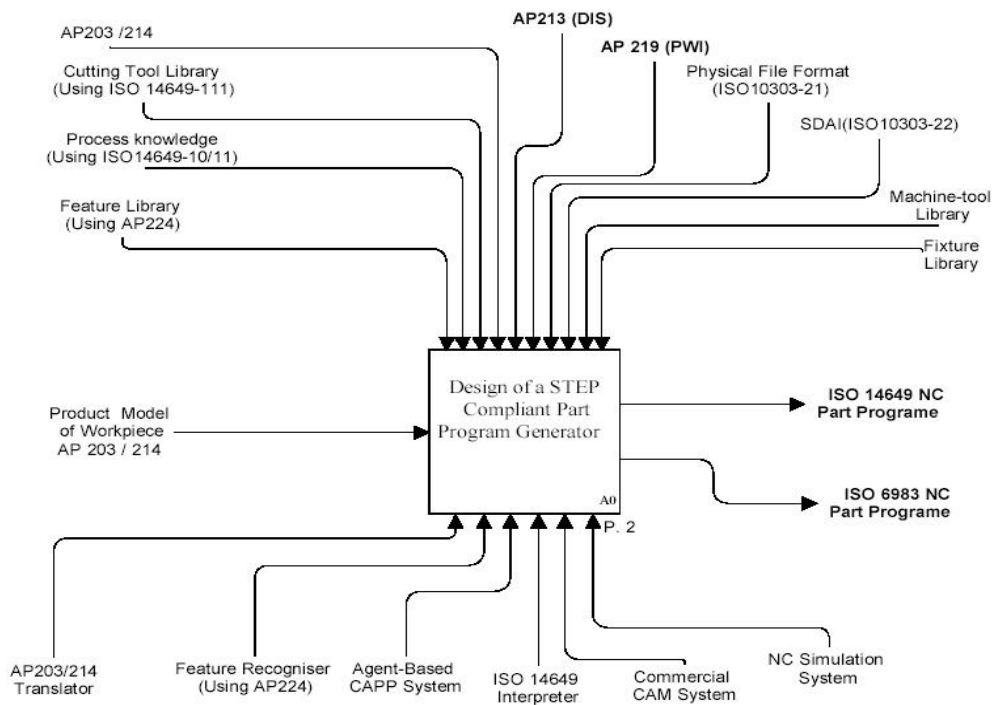 AP203 /214
Cutting Tool Library
(Using ISO 14649-111)
Process knowledge
(Using ISO14649-10/11)
Feature Library
(Using AP224)
AP213 (DIS)
AP 219 (PWI)
Physical File Format
(ISO10303-21)
SDAI(ISO10303-22)
Machine-tool
Library
Fixture
Library
Product Model
of Workpiece
AP 203 / 214
Design of a STEP
Compliant Part
Program Generator
A0
P. 2
ISO 14649 NC
Part Programe
ISO 6983 NC
Part Programe
AP203/214
Translator
Feature Recogniser
(Using AP224)
Agent-Based
CAPP System
ISO 14649
Interpreter
Commercial
CAM System
NC Simulation
System